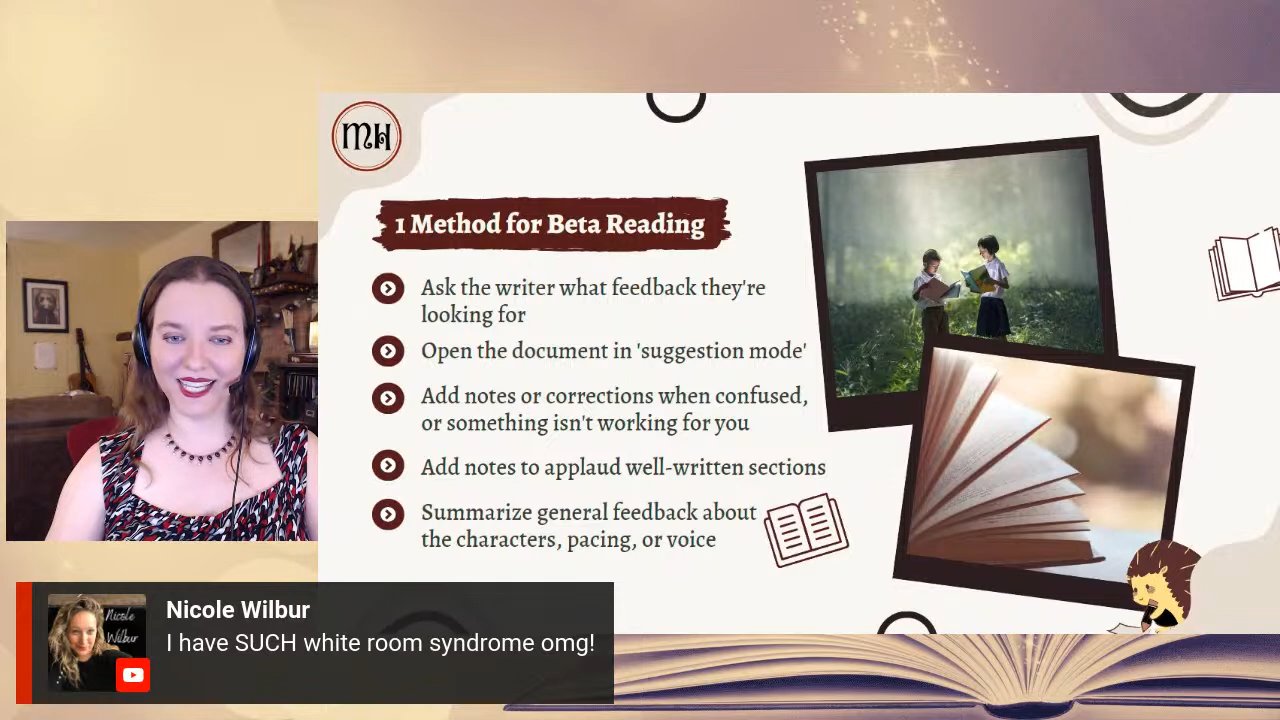 MH
1 Method for Beta Reading
Ask the writer what feedback they're
looking for
Open the document in 'suggestion mode'
Add notes or corrections when confused,
or something isn't working for you
Add notes to applaud well-written sections
Summarize general feedback about
the characters, pacing, or voice
Nicole
Wilbur
Nicole Wilbur
I have SUCH white room syndrome omg!